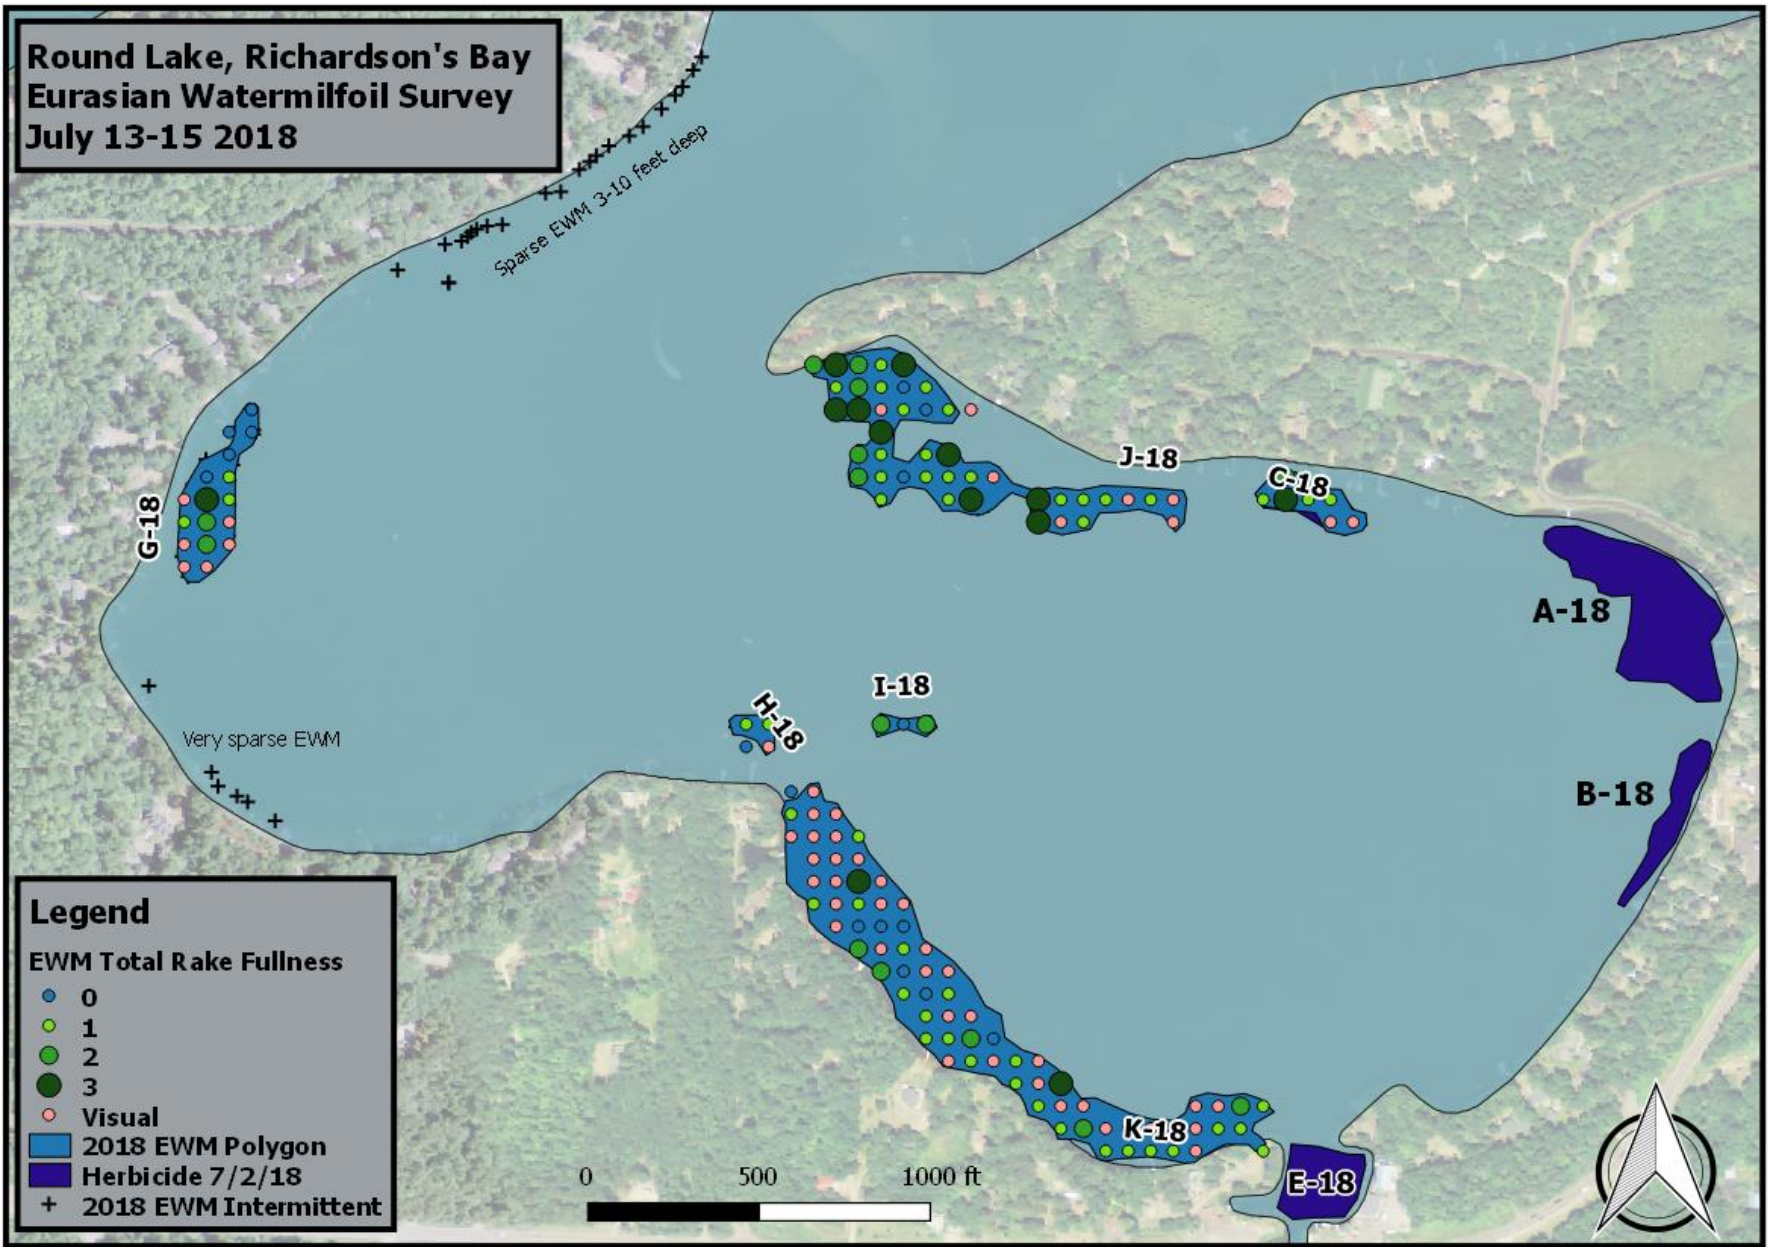 Round Lake, Richardson's Bay
Eurasian Watermilfoil Survey
July 13-15 2018
Sparse EWM 3-10 feet deep
J-18
C-18
G-18
A-18
I-18
H-18
Very sparse EWM
B-18
K-18
E-18
Legend
EWM Total Rake Fullness
0
1
2
3
Visual
2018 EWM Polygon
Herbicide 7/2/18
2018 EWM Intermittent
0 500 1000 ft